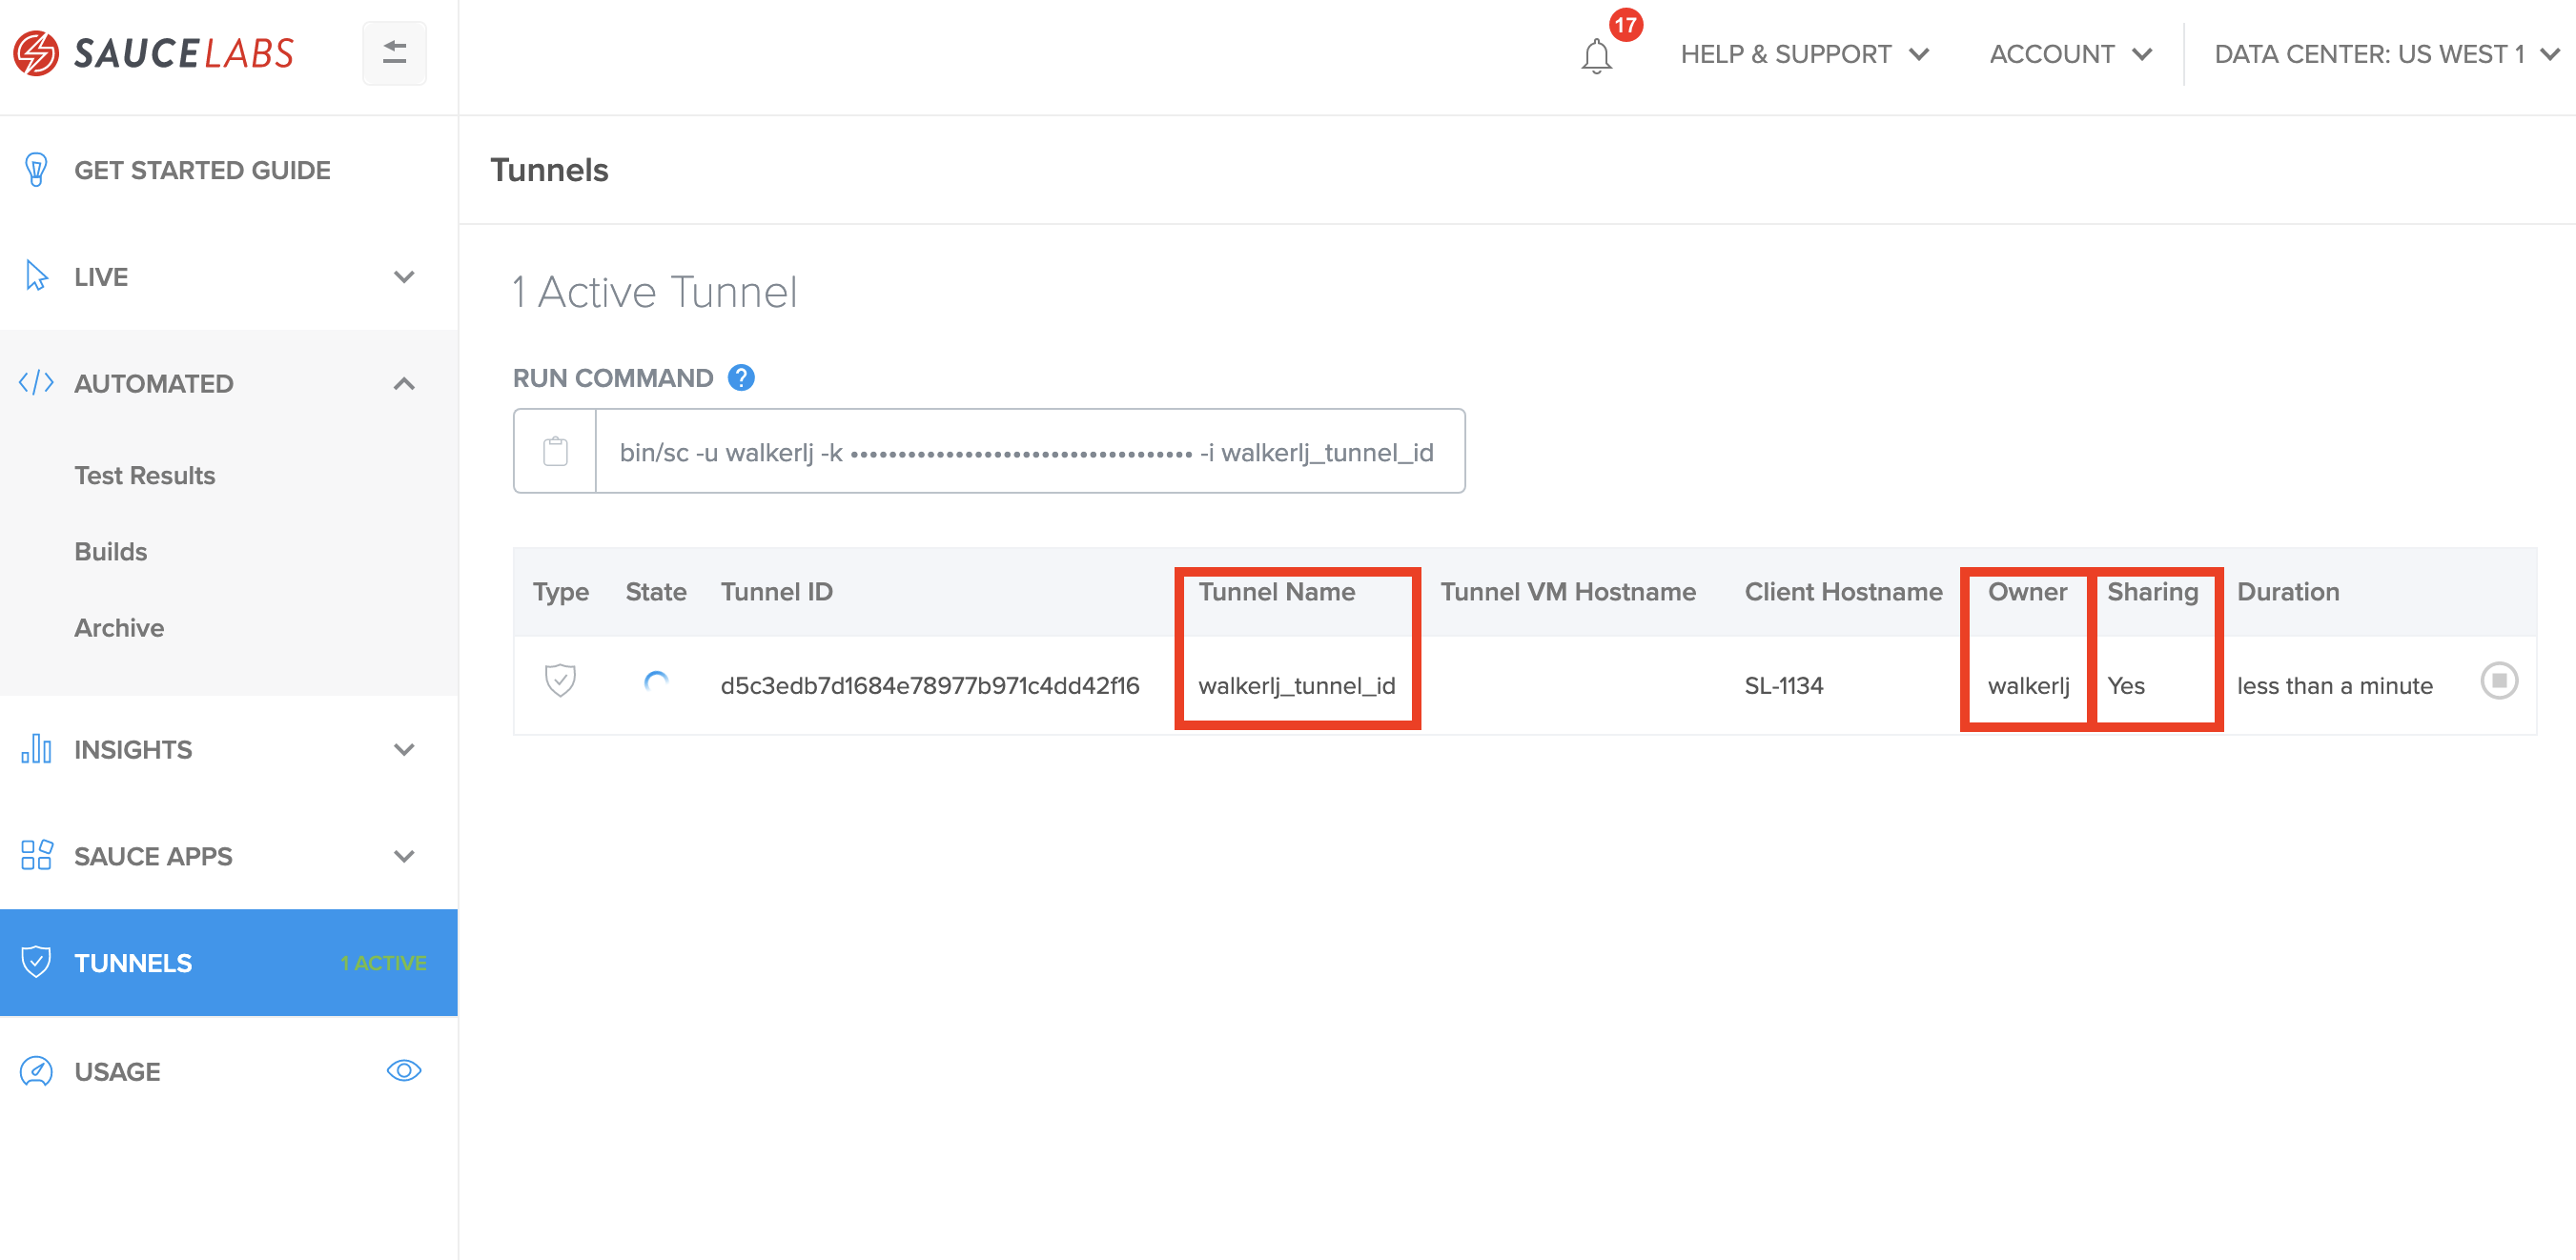 SAUCELABS
17
HELP & SUPPORT
ACCOUNT
DATA CENTER: US WEST 1
GET STARTED GUIDE
LIVE
AUTOMATED
Test Results
Builds
Archive
INSIGHTS
SAUCE APPS
TUNNELS 1 ACTIVE
USAGE
Tunnels
1 Active Tunnel
RUN COMMAND ?
bin/sc -u walkerlj -k •••••••••••••••••••••••••••••••••••• -i walkerlj_tunnel_id
Type State Tunnel ID Tunnel Name Tunnel VM Hostname Client Hostname Owner Sharing Duration
d5c3edb7d1684e78977b971c4dd42f16 walkerlj_tunnel_id SL-1134 walkerlj Yes less than a minute